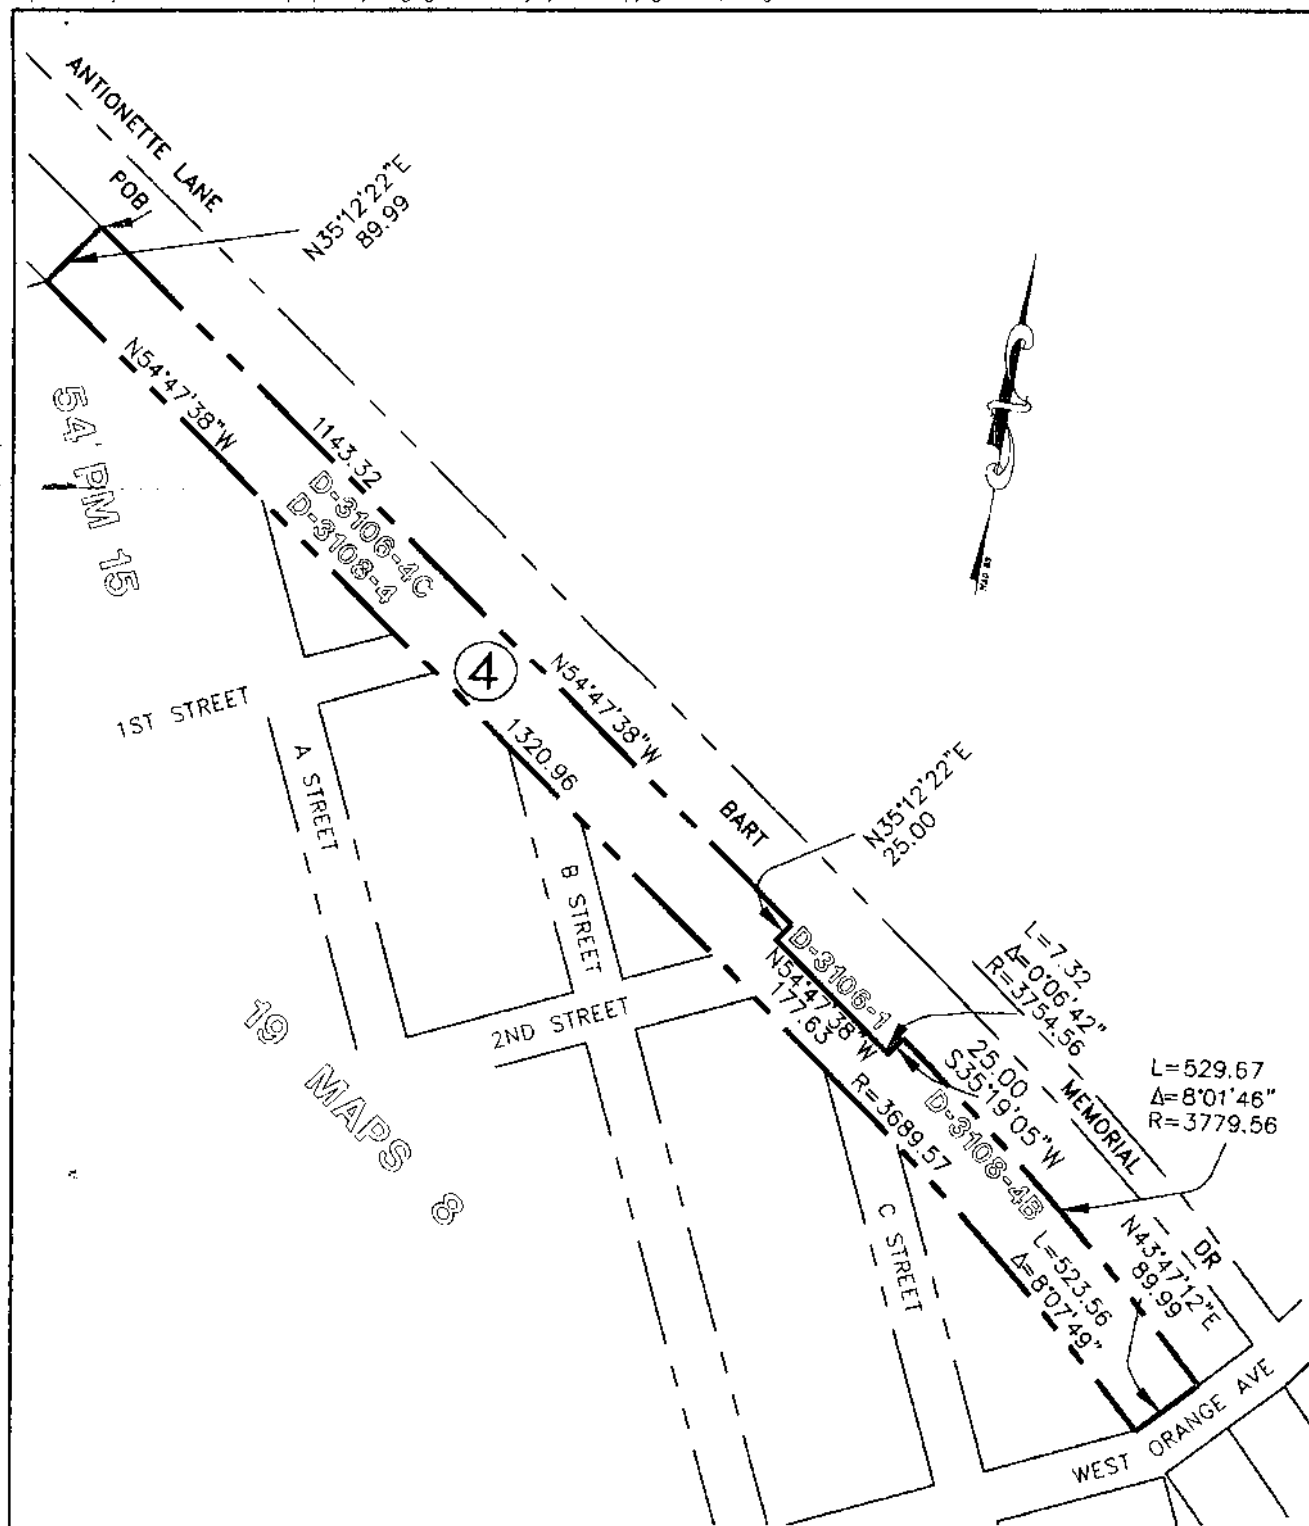 ANTIONETTE LANE
POB
N35°12'22"E
89.99
N54°47'38"W
54 PM 15
1143.32
D-3106-4C
D-3108-4
4
N54°47'38"W
1320.96
1ST STREET
A STREET
B STREET
BART
N35°12'22"E
25.00
D-3106-1
N54°47'38"W
177.63
L=7.32
Δ=0°06'42"
R=3754.56
19 MAPS 8
2ND STREET
25.00
S35°19'05"W
MEMORIAL DR
L=529.67
Δ=8°01'46"
R=3779.56
R=3689.57
D-3108-4B
C STREET
L=523.56
Δ=8°07'49"
N43°47'12"E
89.99
WEST ORANGE AVE
NAD 83